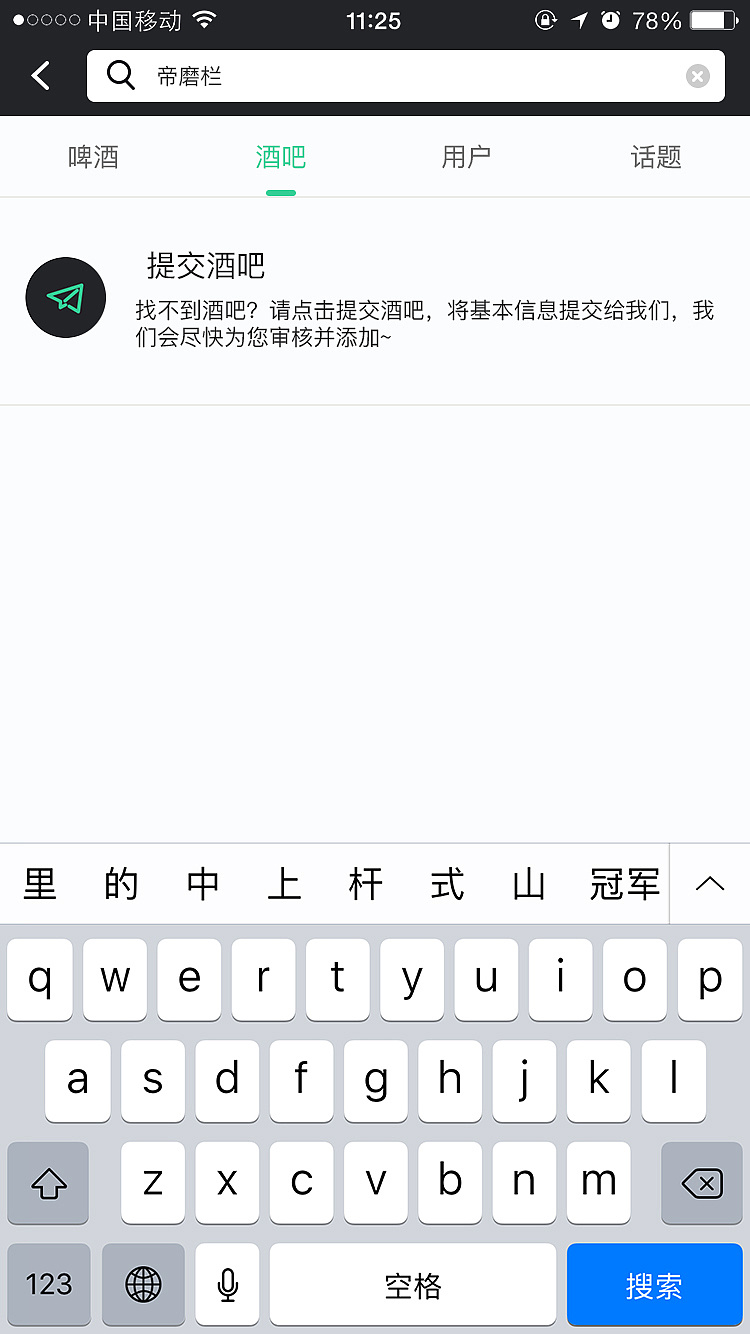 中国移动 11:25 78%
帝磨栏
啤酒 酒吧 用户 话题
提交酒吧
找不到酒吧？请点击提交酒吧，将基本信息提交给我们，我
们会尽快为您审核并添加~
里 的 中 上 杆 式 山 冠军
q w e r t y u i o p
a s d f g h j k l
z x c v b n m
123 空格 搜索